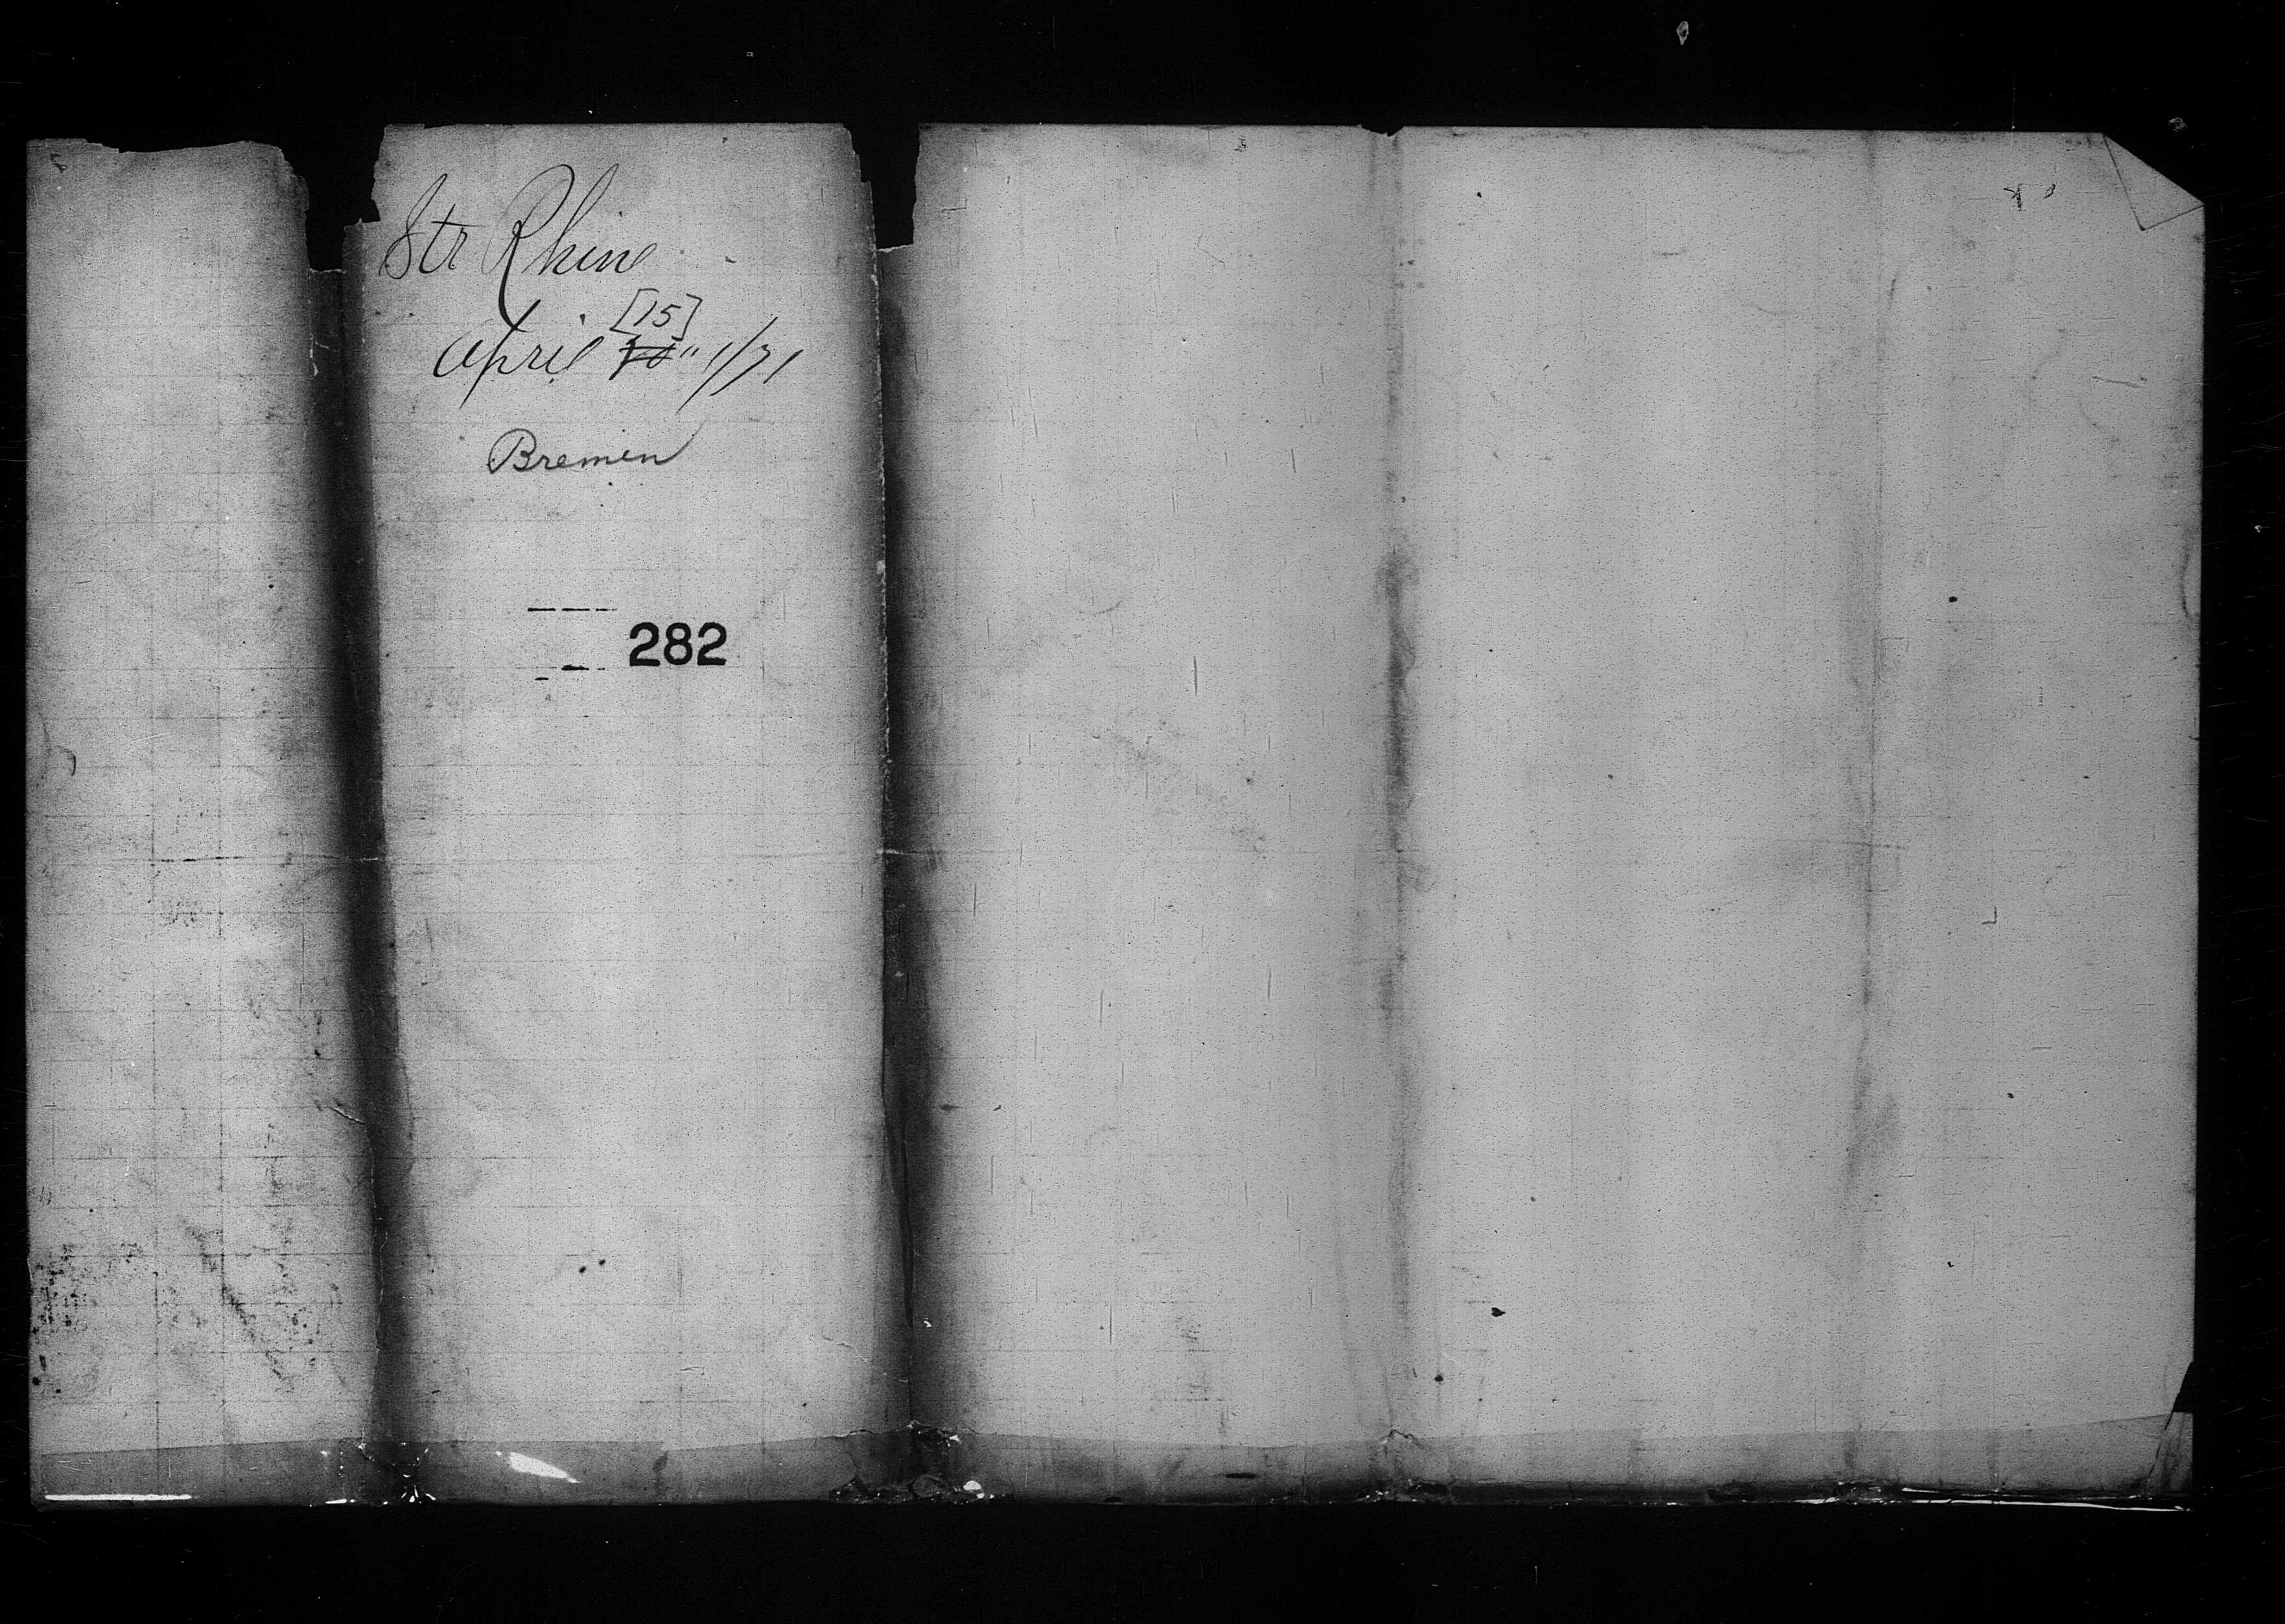 Str Rhine
[15]
April " 1/71
Bremen
282